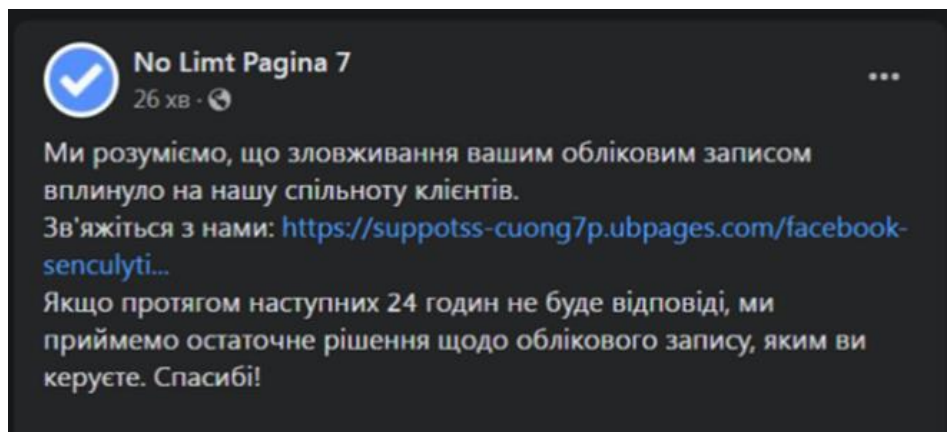 No Limt Pagina 7
26 хв ·
Ми розуміємо, що зловживання вашим обліковим записом
вплинуло на нашу спільноту клієнтів.
Зв'яжіться з нами: https://suppotss-cuong7p.ubpages.com/facebook-
senculyti...
Якщо протягом наступних 24 годин не буде відповіді, ми
приймемо остаточне рішення щодо облікового запису, яким ви
керуєте. Спасибі!